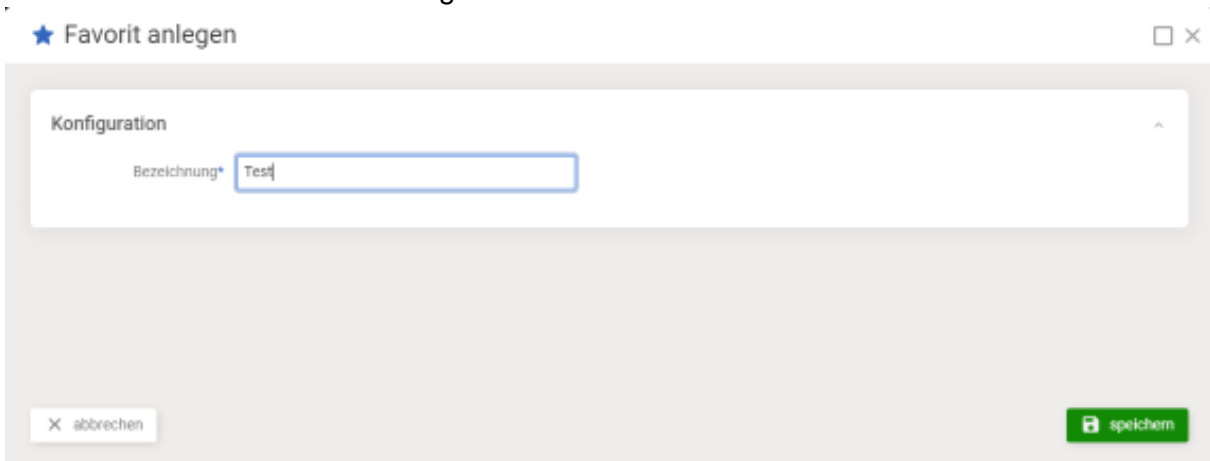 Favorit anlegen
Konfiguration
Bezeichnung* Test
abbrechen
speichern